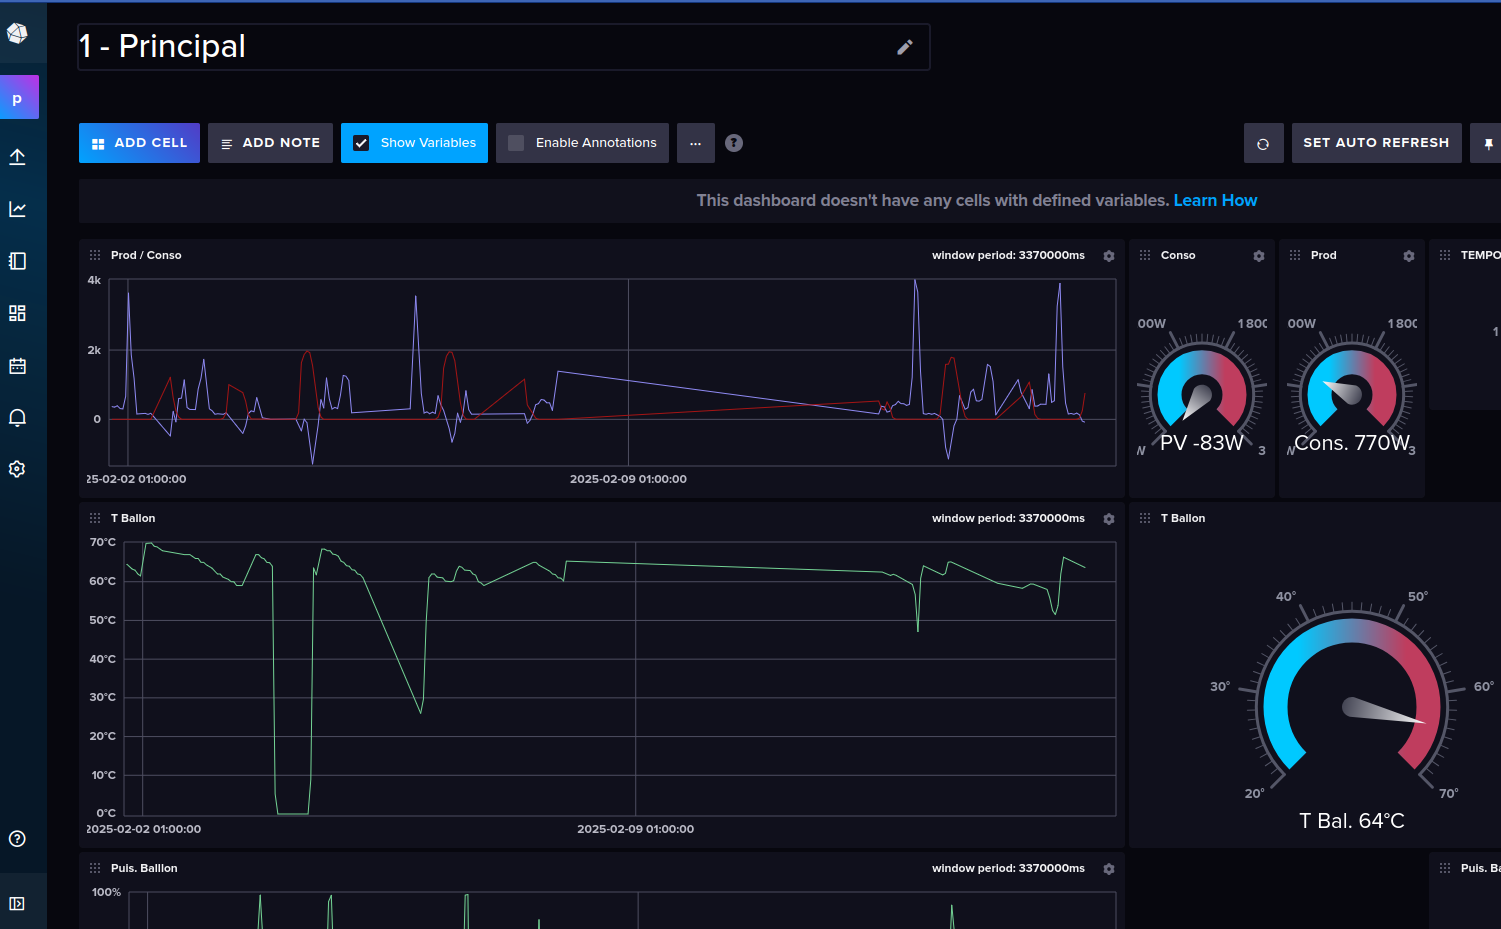 1 - Principal
p
ADD CELL
ADD NOTE
Show Variables
Enable Annotations
...
?
SET AUTO REFRESH
This dashboard doesn't have any cells with defined variables. Learn How
Prod / Conso
window period: 3370000ms
4k
2k
0
25-02-02 01:00:00
2025-02-09 01:00:00
Conso
00W
1 800
W
3
PV -83W
Prod
00W
1 800
W
3
Cons. 770W
TEMPO
1
T Ballon
window period: 3370000ms
70°C
60°C
50°C
40°C
30°C
20°C
10°C
0°C
2025-02-02 01:00:00
2025-02-09 01:00:00
T Ballon
40°
50°
30°
60°
20°
70°
T Bal. 64°C
Puis. Balllon
window period: 3370000ms
100%
Puis. Ba